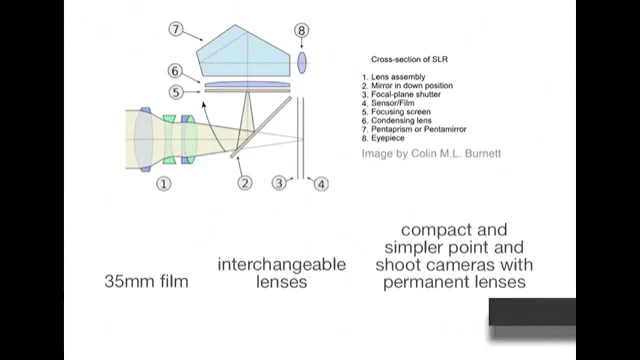 7
8
6
5
1
2
3
4
Cross-section of SLR
1. Lens assembly
2. Mirror in down position
3. Focal-plane shutter
4. Sensor/Film
5. Focusing screen
6. Condensing lens
7. Pentaprism or Pentamirror
8. Eyepiece
Image by Colin M.L. Burnett
35mm film
interchangeable
lenses
compact and
simpler point and
shoot cameras with
permanent lenses